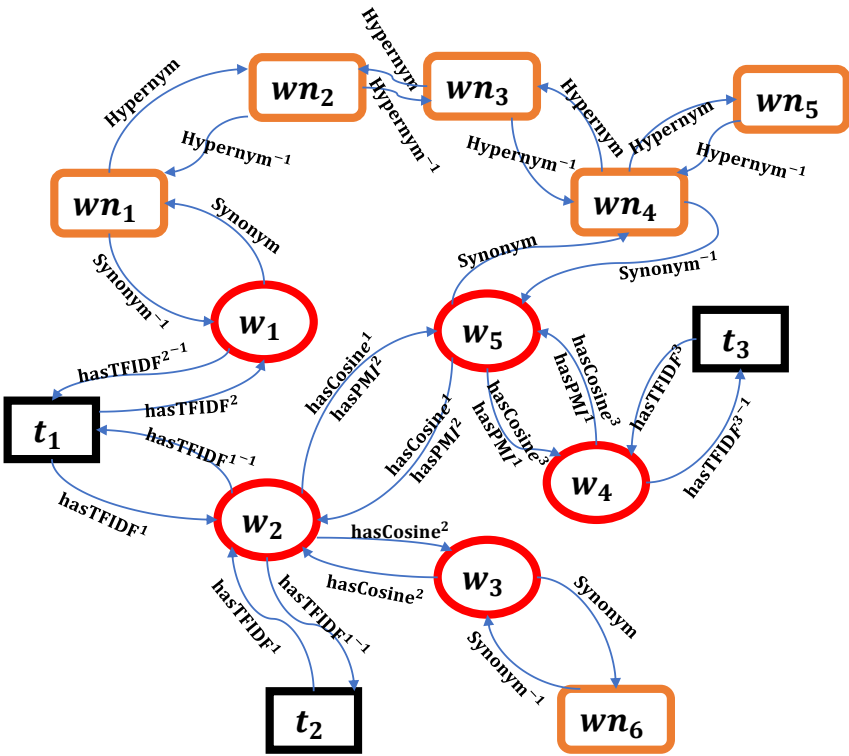 Hypernym
wn₂
Hypernym
wn₃
Hypernym⁻¹
Hypernym
Hypernym
wn₅
Hypernym⁻¹
Hypernym⁻¹
Hypernym⁻¹
wn₁
wn₄
Synonym
Synonym⁻¹
Synonym
Synonym⁻¹
w₁
w₅
t₃
hasTFIDF²⁻¹
hasTFIDF²
hasCosine¹
hasPMI²
hasCosine³
hasPMI¹
hasTFIDF³
t₁
hasTFIDF¹⁻¹
hasCosine¹
hasPMI²
hasCosine³
hasPMI¹
hasTFIDF³⁻¹
w₄
hasTFIDF¹
w₂
hasCosine²
hasCosine²
w₃
Synonym
hasTFIDF¹
hasTFIDF¹⁻¹
Synonym⁻¹
t₂
wn₆